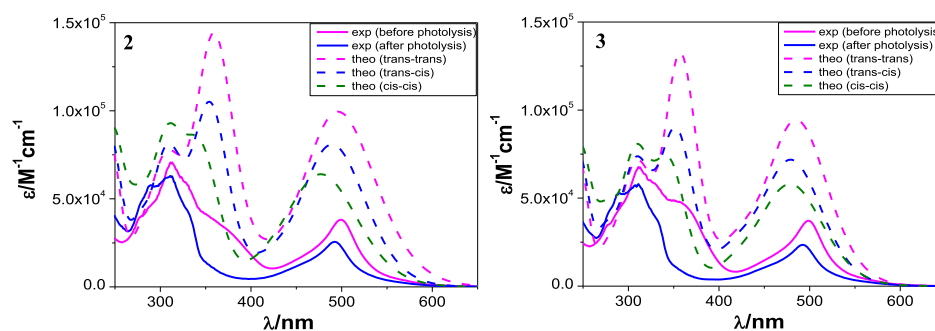 2
exp (before photolysis)
exp (after photolysis)
theo (trans-trans)
theo (trans-cis)
theo (cis-cis)
1.5x10⁵
1.0x10⁵
5.0x10⁴
0.0
ε/M⁻¹cm⁻¹
300 400 500 600
λ/nm
3
exp (before photolysis)
exp (after photolysis)
theo (trans-trans)
theo (trans-cis)
theo (cis-cis)
1.5x10⁵
1.0x10⁵
5.0x10⁴
0.0
ε/M⁻¹cm⁻¹
300 400 500 600
λ/nm